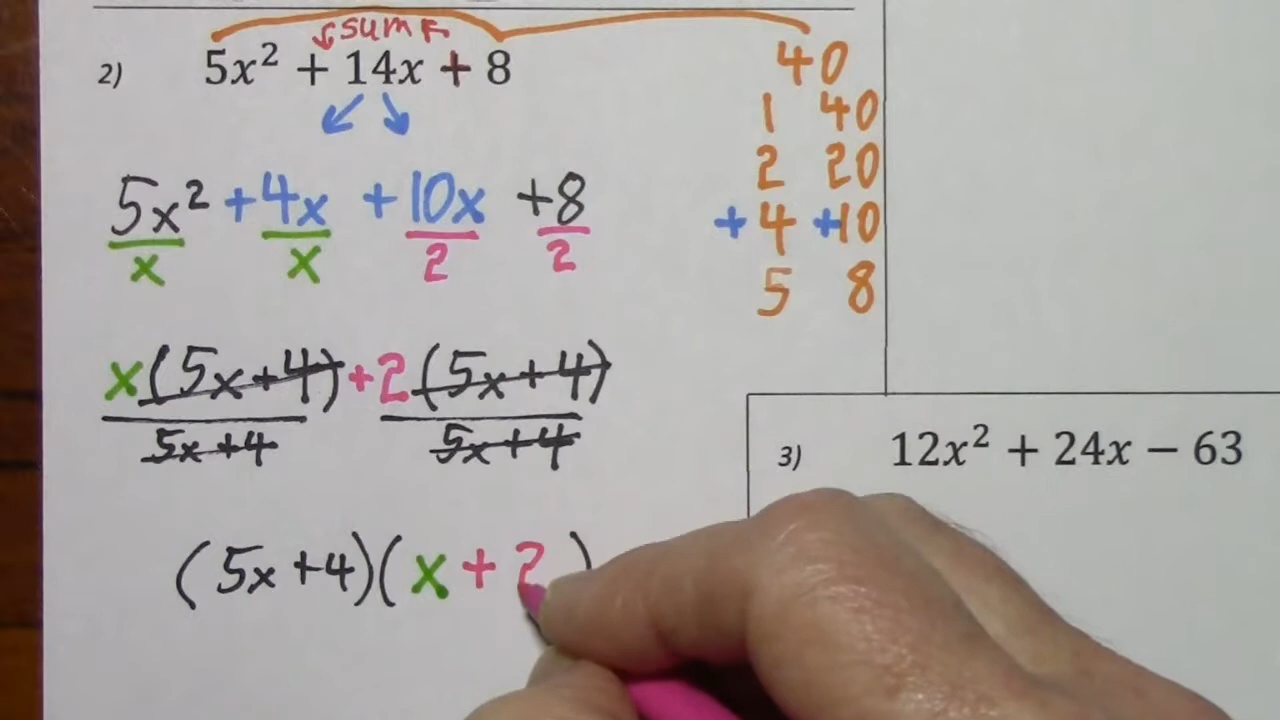 sum
2) 5x² + 14x + 8
40
1 40
2 20
+4 +10
5 8
5x² +4x +10x +8
x x 2 2
x(5x+4)+2(5x+4)
5x+4 5x+4
(5x+4)(x+2)
3) 12x² + 24x − 63